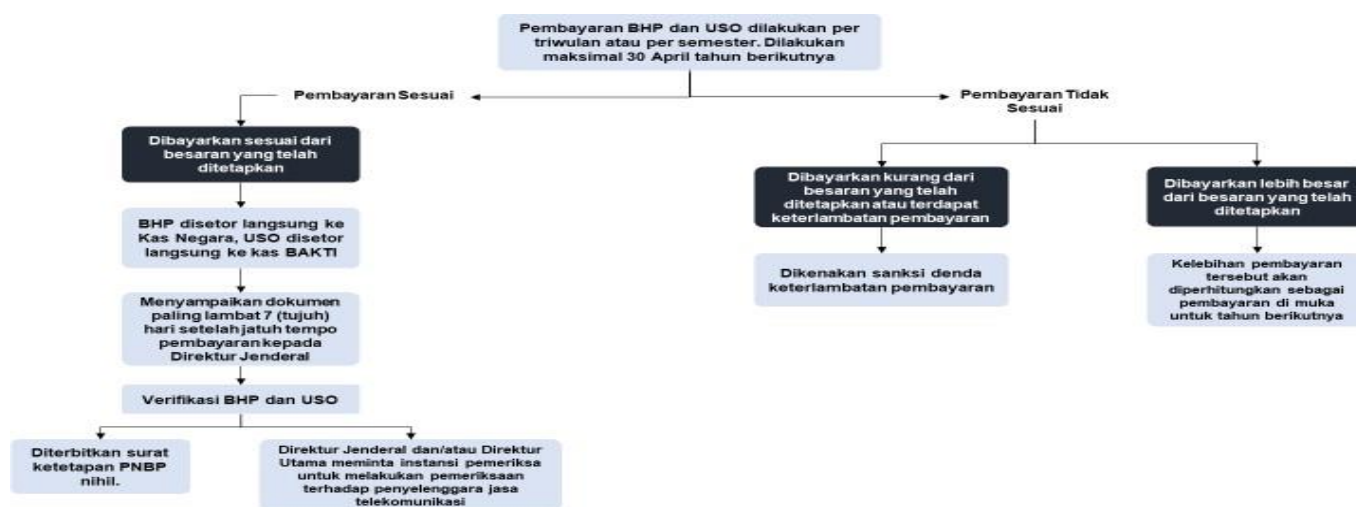 Pembayaran BHP dan USO dilakukan per
triwulan atau per semester. Dilakukan
maksimal 30 April tahun berikutnya
Pembayaran Sesuai
Pembayaran Tidak
Sesuai
Dibayarkan sesuai dari
besaran yang telah
ditetapkan
Dibayarkan kurang dari
besaran yang telah
ditetapkan atau terdapat
keterlambatan pembayaran
Dibayarkan lebih besar
dari besaran yang telah
ditetapkan
BHP disetor langsung ke
Kas Negara, USO disetor
langsung ke kas BAKTI
Dikenakan sanksi denda
keterlambatan pembayaran
Kelebihan pembayaran
tersebut akan
diperhitungkan sebagai
pembayaran di muka
untuk tahun berikutnya
Menyampaikan dokumen
paling lambat 7 (tujuh)
hari setelah jatuh tempo
pembayaran kepada
Direktur Jenderal
Verifikasi BHP dan USO
Diterbitkan surat
ketetapan PNBP
nihil.
Direktur Jenderal dan/atau Direktur
Utama meminta instansi pemeriksa
untuk melakukan pemeriksaan
terhadap penyelenggara jasa
telekomunikasi